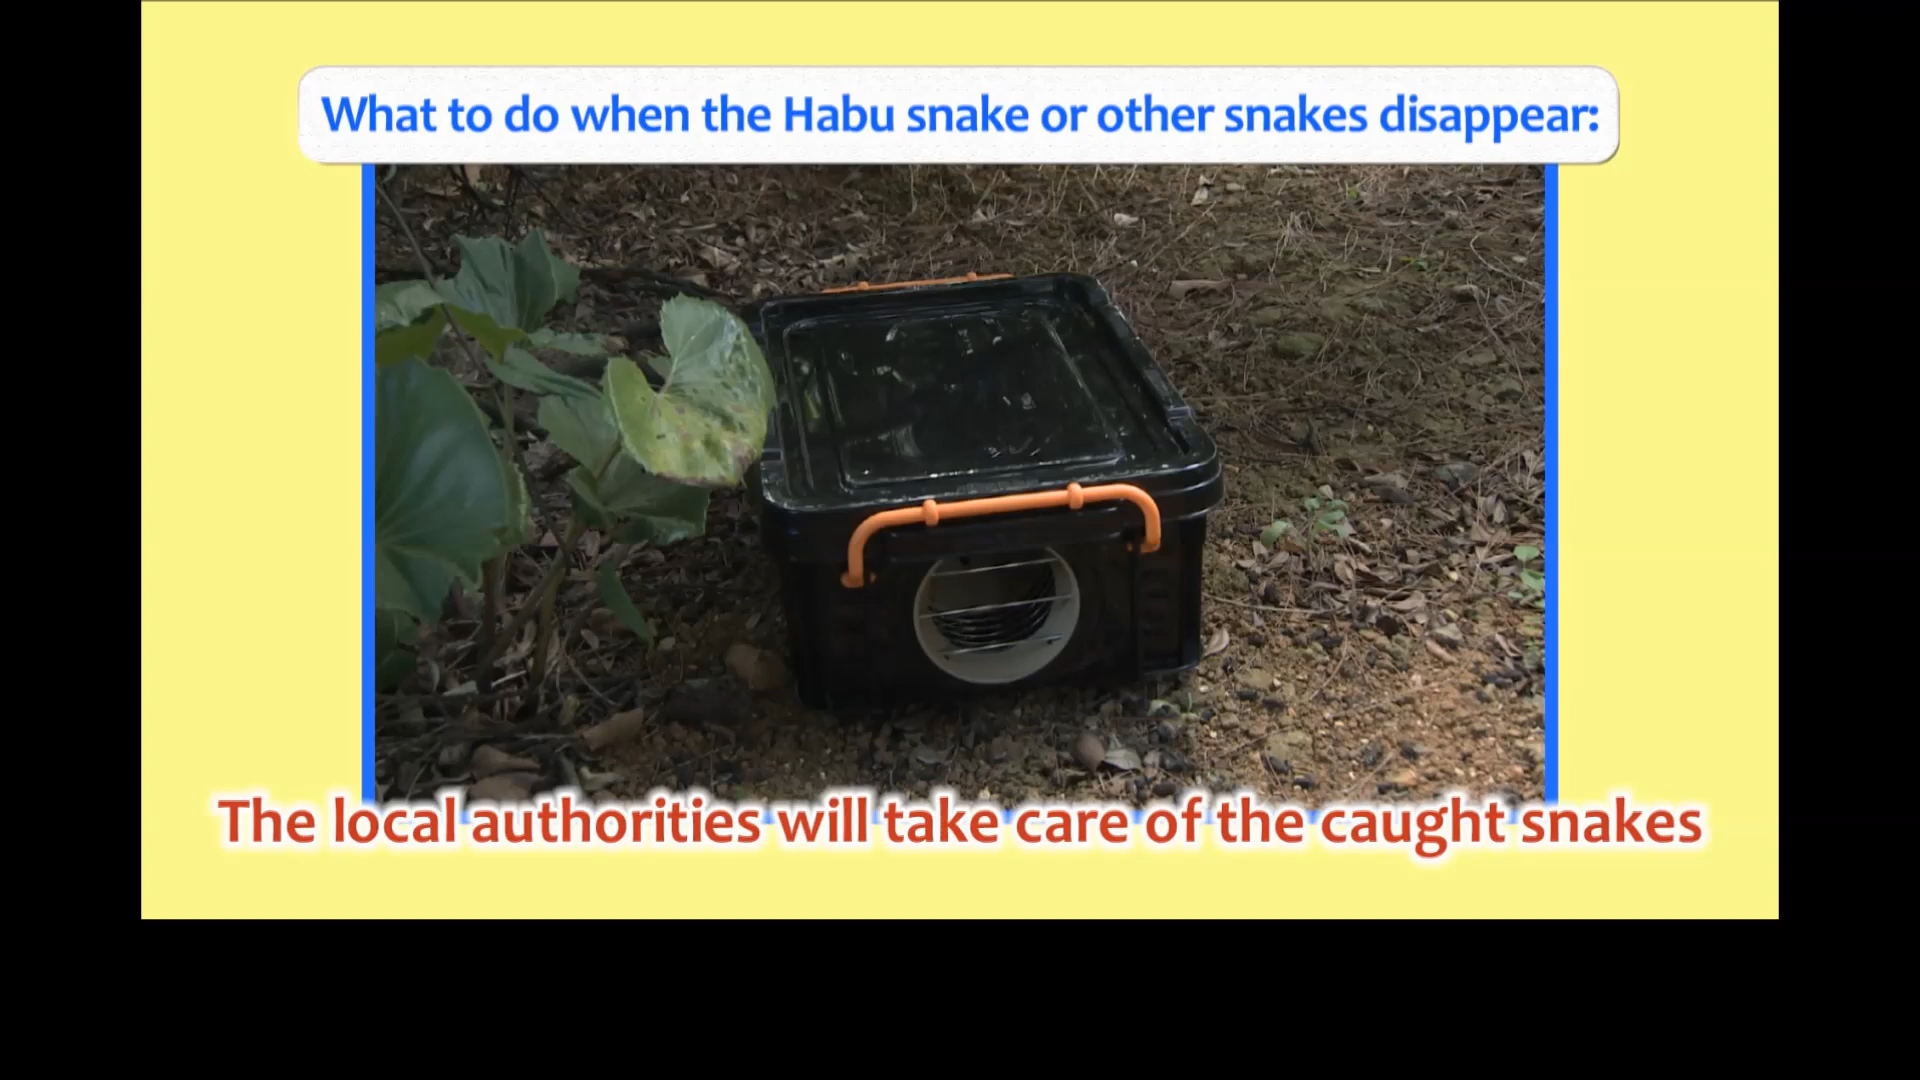 What to do when the Habu snake or other snakes disappear:
The local authorities will take care of the caught snakes